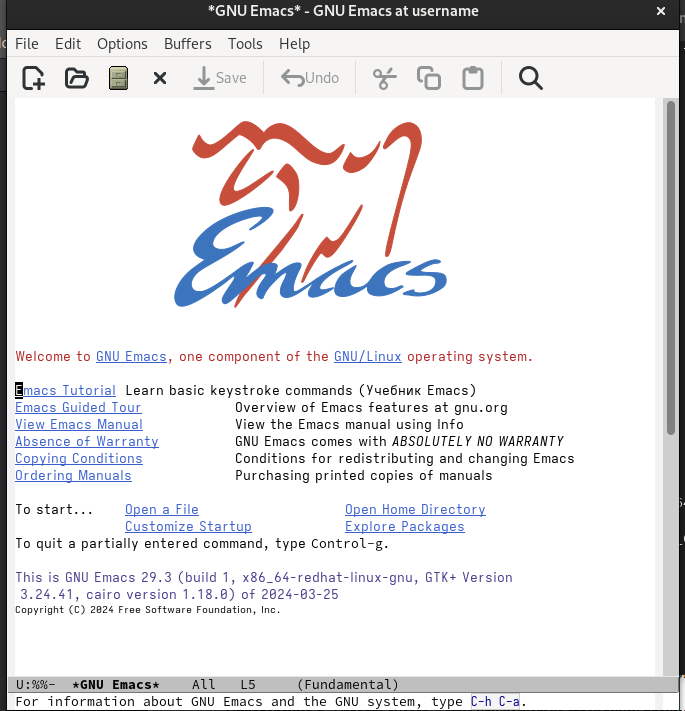 *GNU Emacs* - GNU Emacs at username
File Edit Options Buffers Tools Help
Save Undo
Emacs
Welcome to GNU Emacs, one component of the GNU/Linux operating system.
Emacs Tutorial Learn basic keystroke commands (Учебник Emacs)
Emacs Guided Tour Overview of Emacs features at gnu.org
View Emacs Manual View the Emacs manual using Info
Absence of Warranty GNU Emacs comes with ABSOLUTELY NO WARRANTY
Copying Conditions Conditions for redistributing and changing Emacs
Ordering Manuals Purchasing printed copies of manuals
To start... Open a File Open Home Directory
Customize Startup Explore Packages
To quit a partially entered command, type Control-g.
This is GNU Emacs 29.3 (build 1, x86_64-redhat-linux-gnu, GTK+ Version
3.24.41, cairo version 1.18.0) of 2024-03-25
Copyright (C) 2024 Free Software Foundation, Inc.
U:%%- *GNU Emacs* All L5 (Fundamental)
For information about GNU Emacs and the GNU system, type C-h C-a.